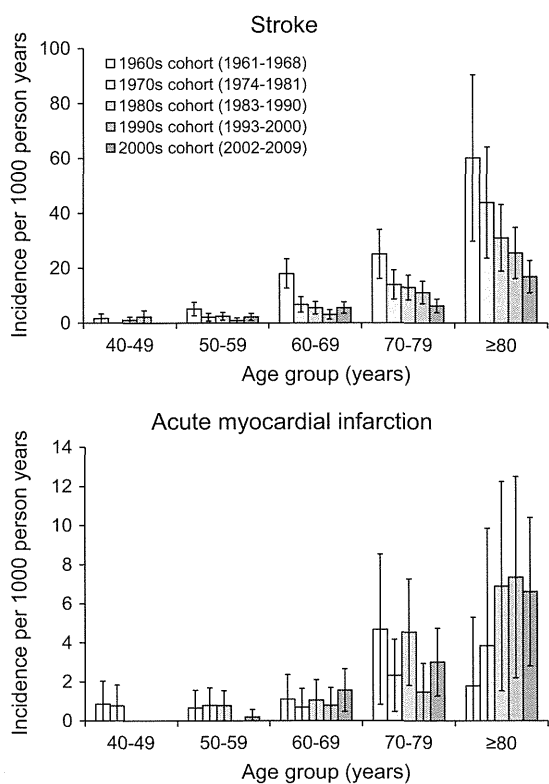 Stroke
100
80
60
40
20
0
Incidence per 1000 person years
1960s cohort (1961-1968)
1970s cohort (1974-1981)
1980s cohort (1983-1990)
1990s cohort (1993-2000)
2000s cohort (2002-2009)
40-49 50-59 60-69 70-79 ≥80
Age group (years)
Acute myocardial infarction
14
12
10
8
6
4
2
0
Incidence per 1000 person years
40-49 50-59 60-69 70-79 ≥80
Age group (years)